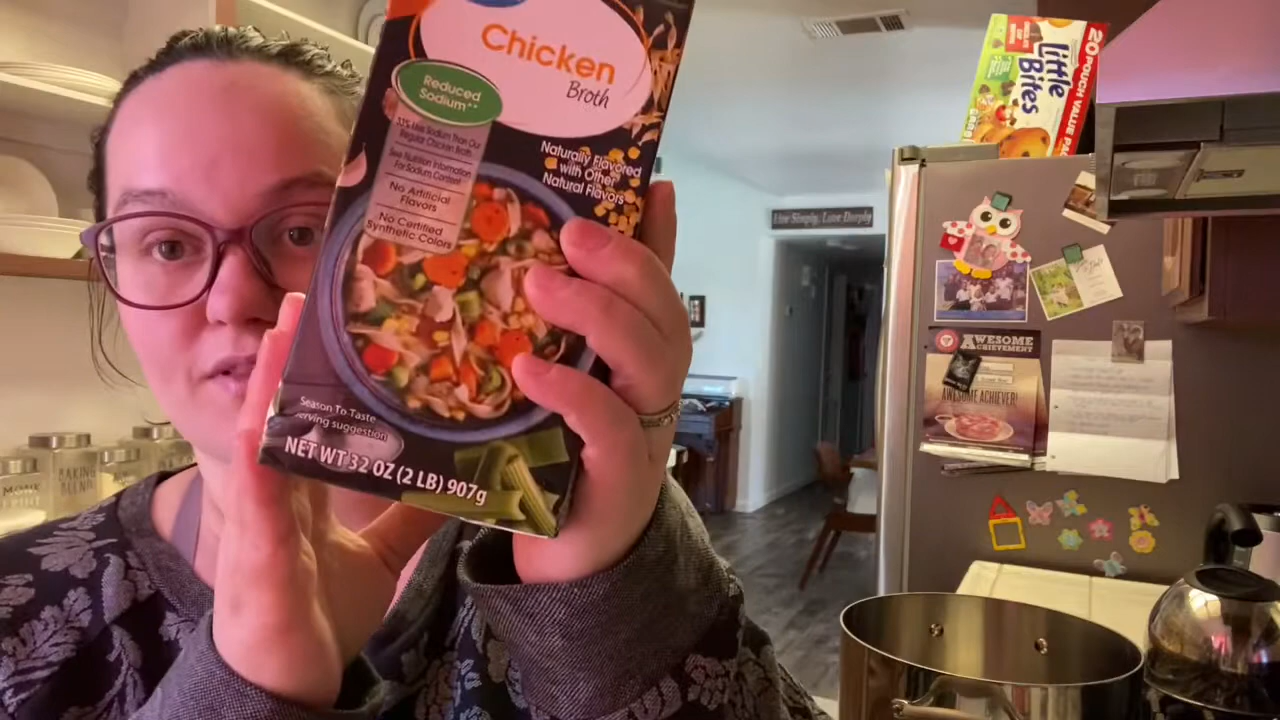 Chicken
Broth
Reduced
Sodium**
33% Less Sodium Than Our
Regular Chicken Broth
See Nutrition Information
For Sodium Content
No Artificial
Flavors
No Certified
Synthetic Colors
Naturally Flavored
with Other
Natural Flavors
Season To Taste
serving suggestion
NET WT 32 OZ (2 LB) 907g
Little
Bites
20 POUCH VALUE PA
Live Simply, Love Deeply
AWESOME
ACHIEVEMENT
AWESOME ACHIEVER!
BAKING
BLEND
MONK